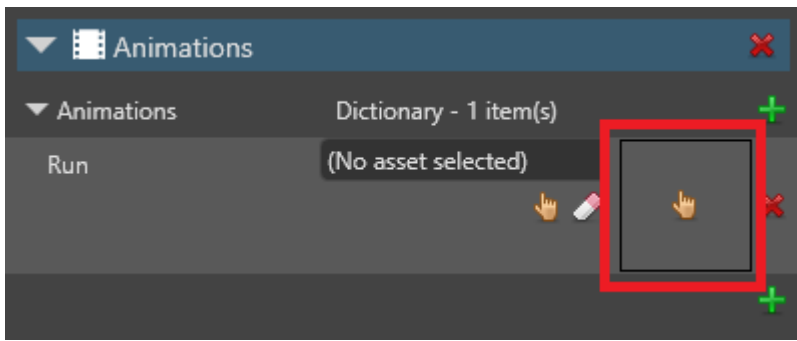 Animations
Animations Dictionary - 1 item(s)
Run (No asset selected)